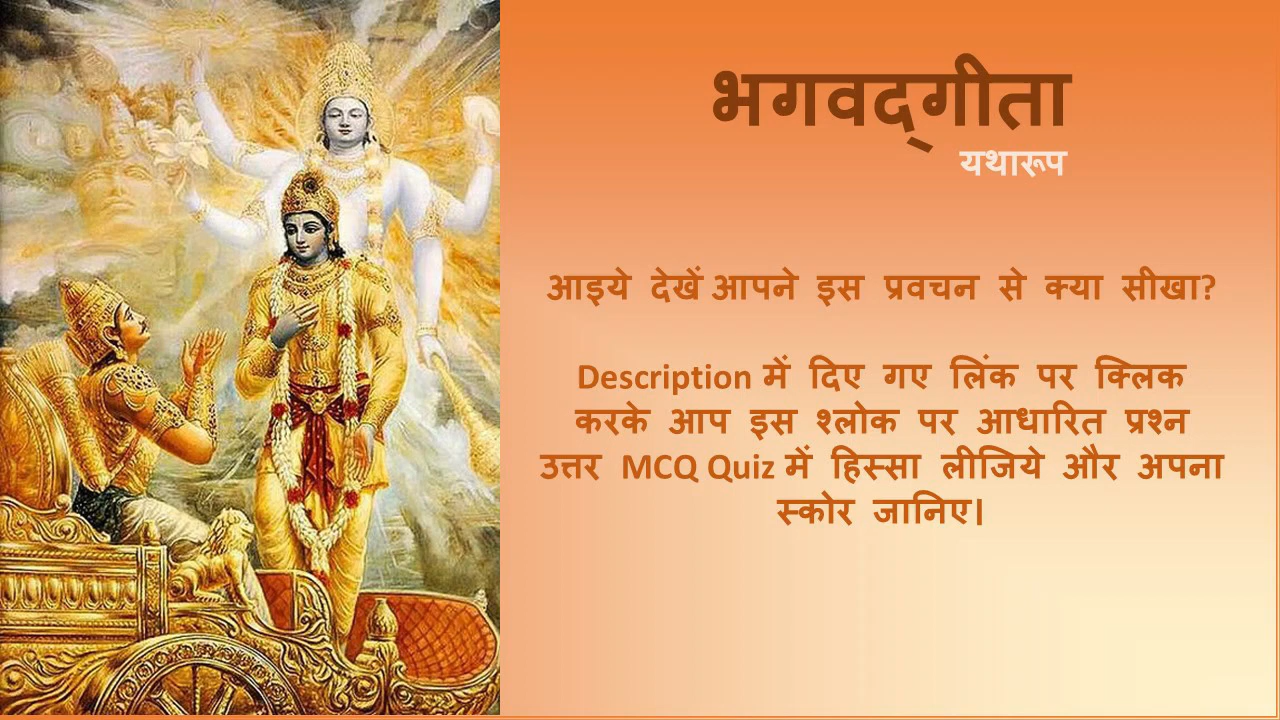 भगवद्‌गीता
यथारूप
आइये देखें आपने इस प्रवचन से क्या सीखा?
Description में दिए गए लिंक पर क्लिक
करके आप इस श्लोक पर आधारित प्रश्न
उत्तर MCQ Quiz में हिस्सा लीजिये और अपना
स्कोर जानिए।